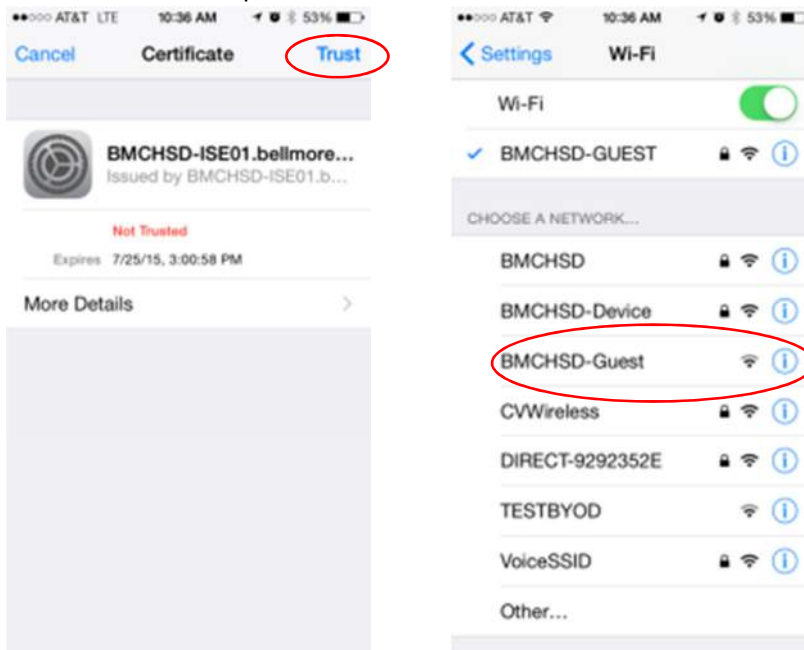 AT&T LTE 10:36 AM 53%
Cancel Certificate Trust
BMCHSD-ISE01.bellmore...
Issued by BMCHSD-ISE01.b...
Not Trusted
Expires 7/25/15, 3:00:58 PM
More Details
AT&T 10:36 AM 53%
Settings Wi-Fi
Wi-Fi
BMCHSD-GUEST
CHOOSE A NETWORK...
BMCHSD
BMCHSD-Device
BMCHSD-Guest
CVWireless
DIRECT-9292352E
TESTBYOD
VoiceSSID
Other...